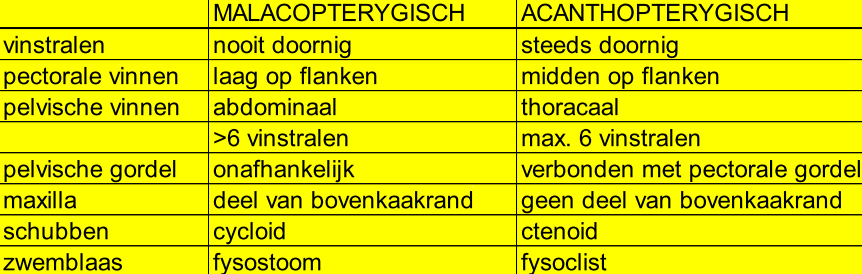 MALACOPTERYGISCH ACANTHOPTERYGISCH
vinstralen nooit doornig steeds doornig
pectorale vinnen laag op flanken midden op flanken
pelvische vinnen abdominaal thoracaal
>6 vinstralen max. 6 vinstralen
pelvische gordel onafhankelijk verbonden met pectorale gordel
maxilla deel van bovenkaakrand geen deel van bovenkaakrand
schubben cycloid ctenoid
zwemblaas fysostoom fysoclist